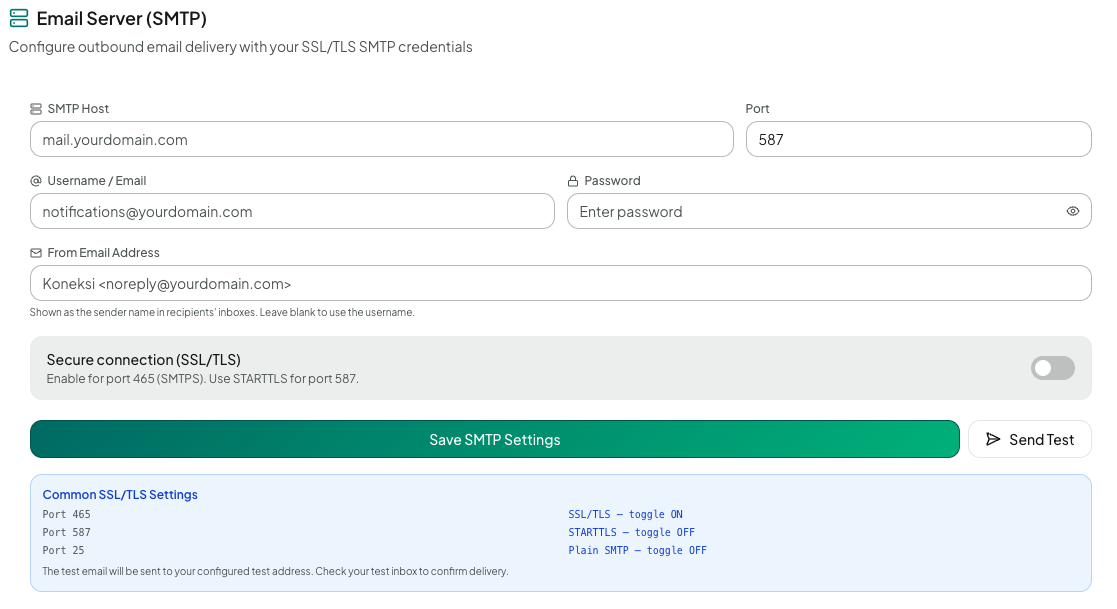 Email Server (SMTP)
Configure outbound email delivery with your SSL/TLS SMTP credentials
SMTP Host
Port
mail.yourdomain.com
587
Username / Email
Password
notifications@yourdomain.com
Enter password
From Email Address
Koneksi <noreply@yourdomain.com>
Shown as the sender name in recipients' inboxes. Leave blank to use the username.
Secure connection (SSL/TLS)
Enable for port 465 (SMTPS). Use STARTTLS for port 587.
Save SMTP Settings
Send Test
Common SSL/TLS Settings
Port 465 SSL/TLS — toggle ON
Port 587 STARTTLS — toggle OFF
Port 25 Plain SMTP — toggle OFF
The test email will be sent to your configured test address. Check your test inbox to confirm delivery.